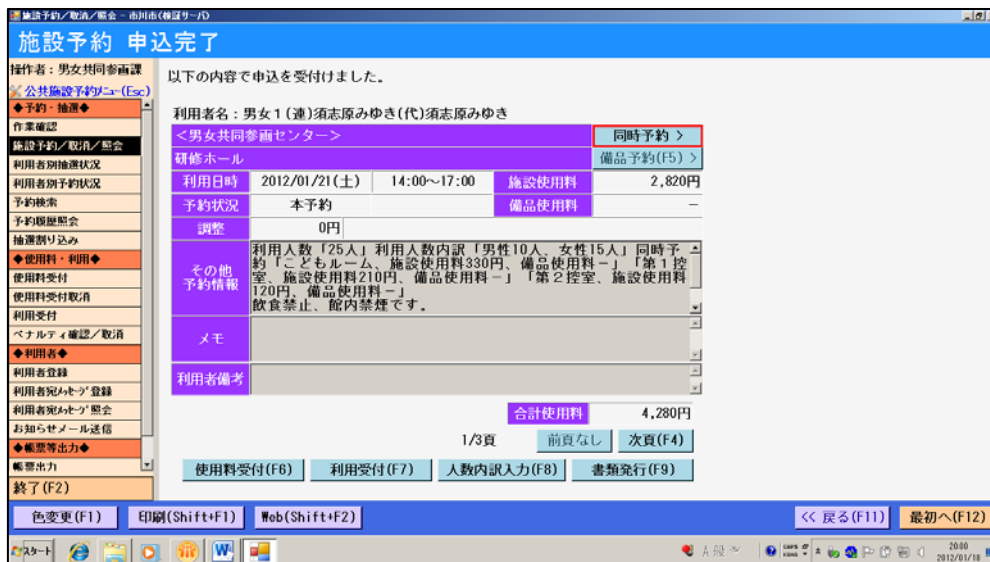 施設予約/取消/照会 - 市川市(検証サーバ)
施設予約 申込完了
操作者:男女共同参画課
公共施設予約メニュー(Esc)
◆予約・抽選◆
作業確認
施設予約/取消/照会
利用者別抽選状況
利用者別予約状況
予約検索
予約履歴照会
抽選割り込み
◆使用料・利用◆
使用料受付
使用料受付取消
利用受付
ペナルティ確認/取消
◆利用者◆
利用者登録
利用者宛メッセージ登録
利用者宛メッセージ照会
お知らせメール送信
◆帳票等出力◆
帳票出力
終了(F2)
以下の内容で申込を受付けました。
利用者名:男女1(連)須志原みゆき(代)須志原みゆき
<男女共同参画センター>
同時予約 >
研修ホール
備品予約(F5) >
利用日時 2012/01/21(土) 14:00~17:00 施設使用料 2,820円
予約状況 本予約 備品使用料 -
調整 0円
その他
予約情報
利用人数「25人」利用人数内訳「男性10人、女性15人」同時予
約「こどもルーム、施設使用料330円、備品使用料-」「第1控
室、施設使用料210円、備品使用料-」「第2控室、施設使用料
120円、備品使用料-」
飲食禁止、館内禁煙です。
メモ
利用者備考
合計使用料 4,280円
1/3頁 前頁なし 次頁(F4)
使用料受付(F6) 利用受付(F7) 人数内訳入力(F8) 書類発行(F9)
色変更(F1) 印刷(Shift+F1) Web(Shift+F2) << 戻る(F11) 最初へ(F12)
スタート
A 般
CAPS
KANA
20:00
2012/01/18